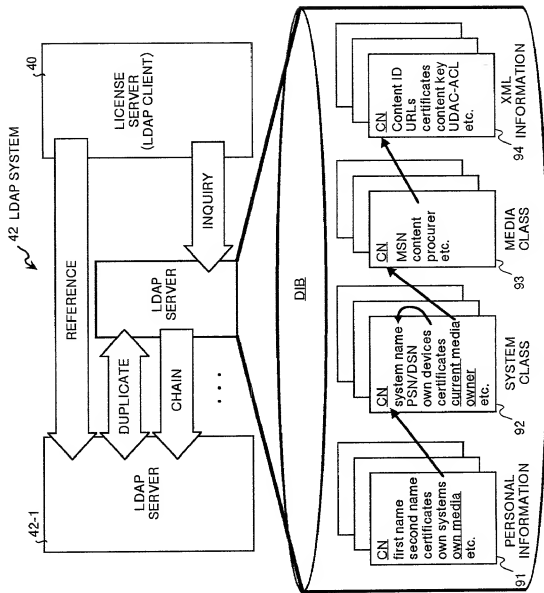 42 LDAP SYSTEM
42-1
LDAP
SERVER
REFERENCE
DUPLICATE
CHAIN
. . . .
LDAP
SERVER
INQUIRY
40
LICENSE
SERVER
(LDAP CLIENT)
DIB
CN
first name
second name
certificates
own systems
own media
etc.
91
PERSONAL
INFORMATION
CN
system name
PSN/DSN
own devices
certificates
current media
owner
etc.
92
SYSTEM
CLASS
CN
MSN
content
procurer
etc.
93
MEDIA
CLASS
CN
Content ID
URLs
certificates
content key
UDAC-ACL
etc.
94
XML
INFORMATION